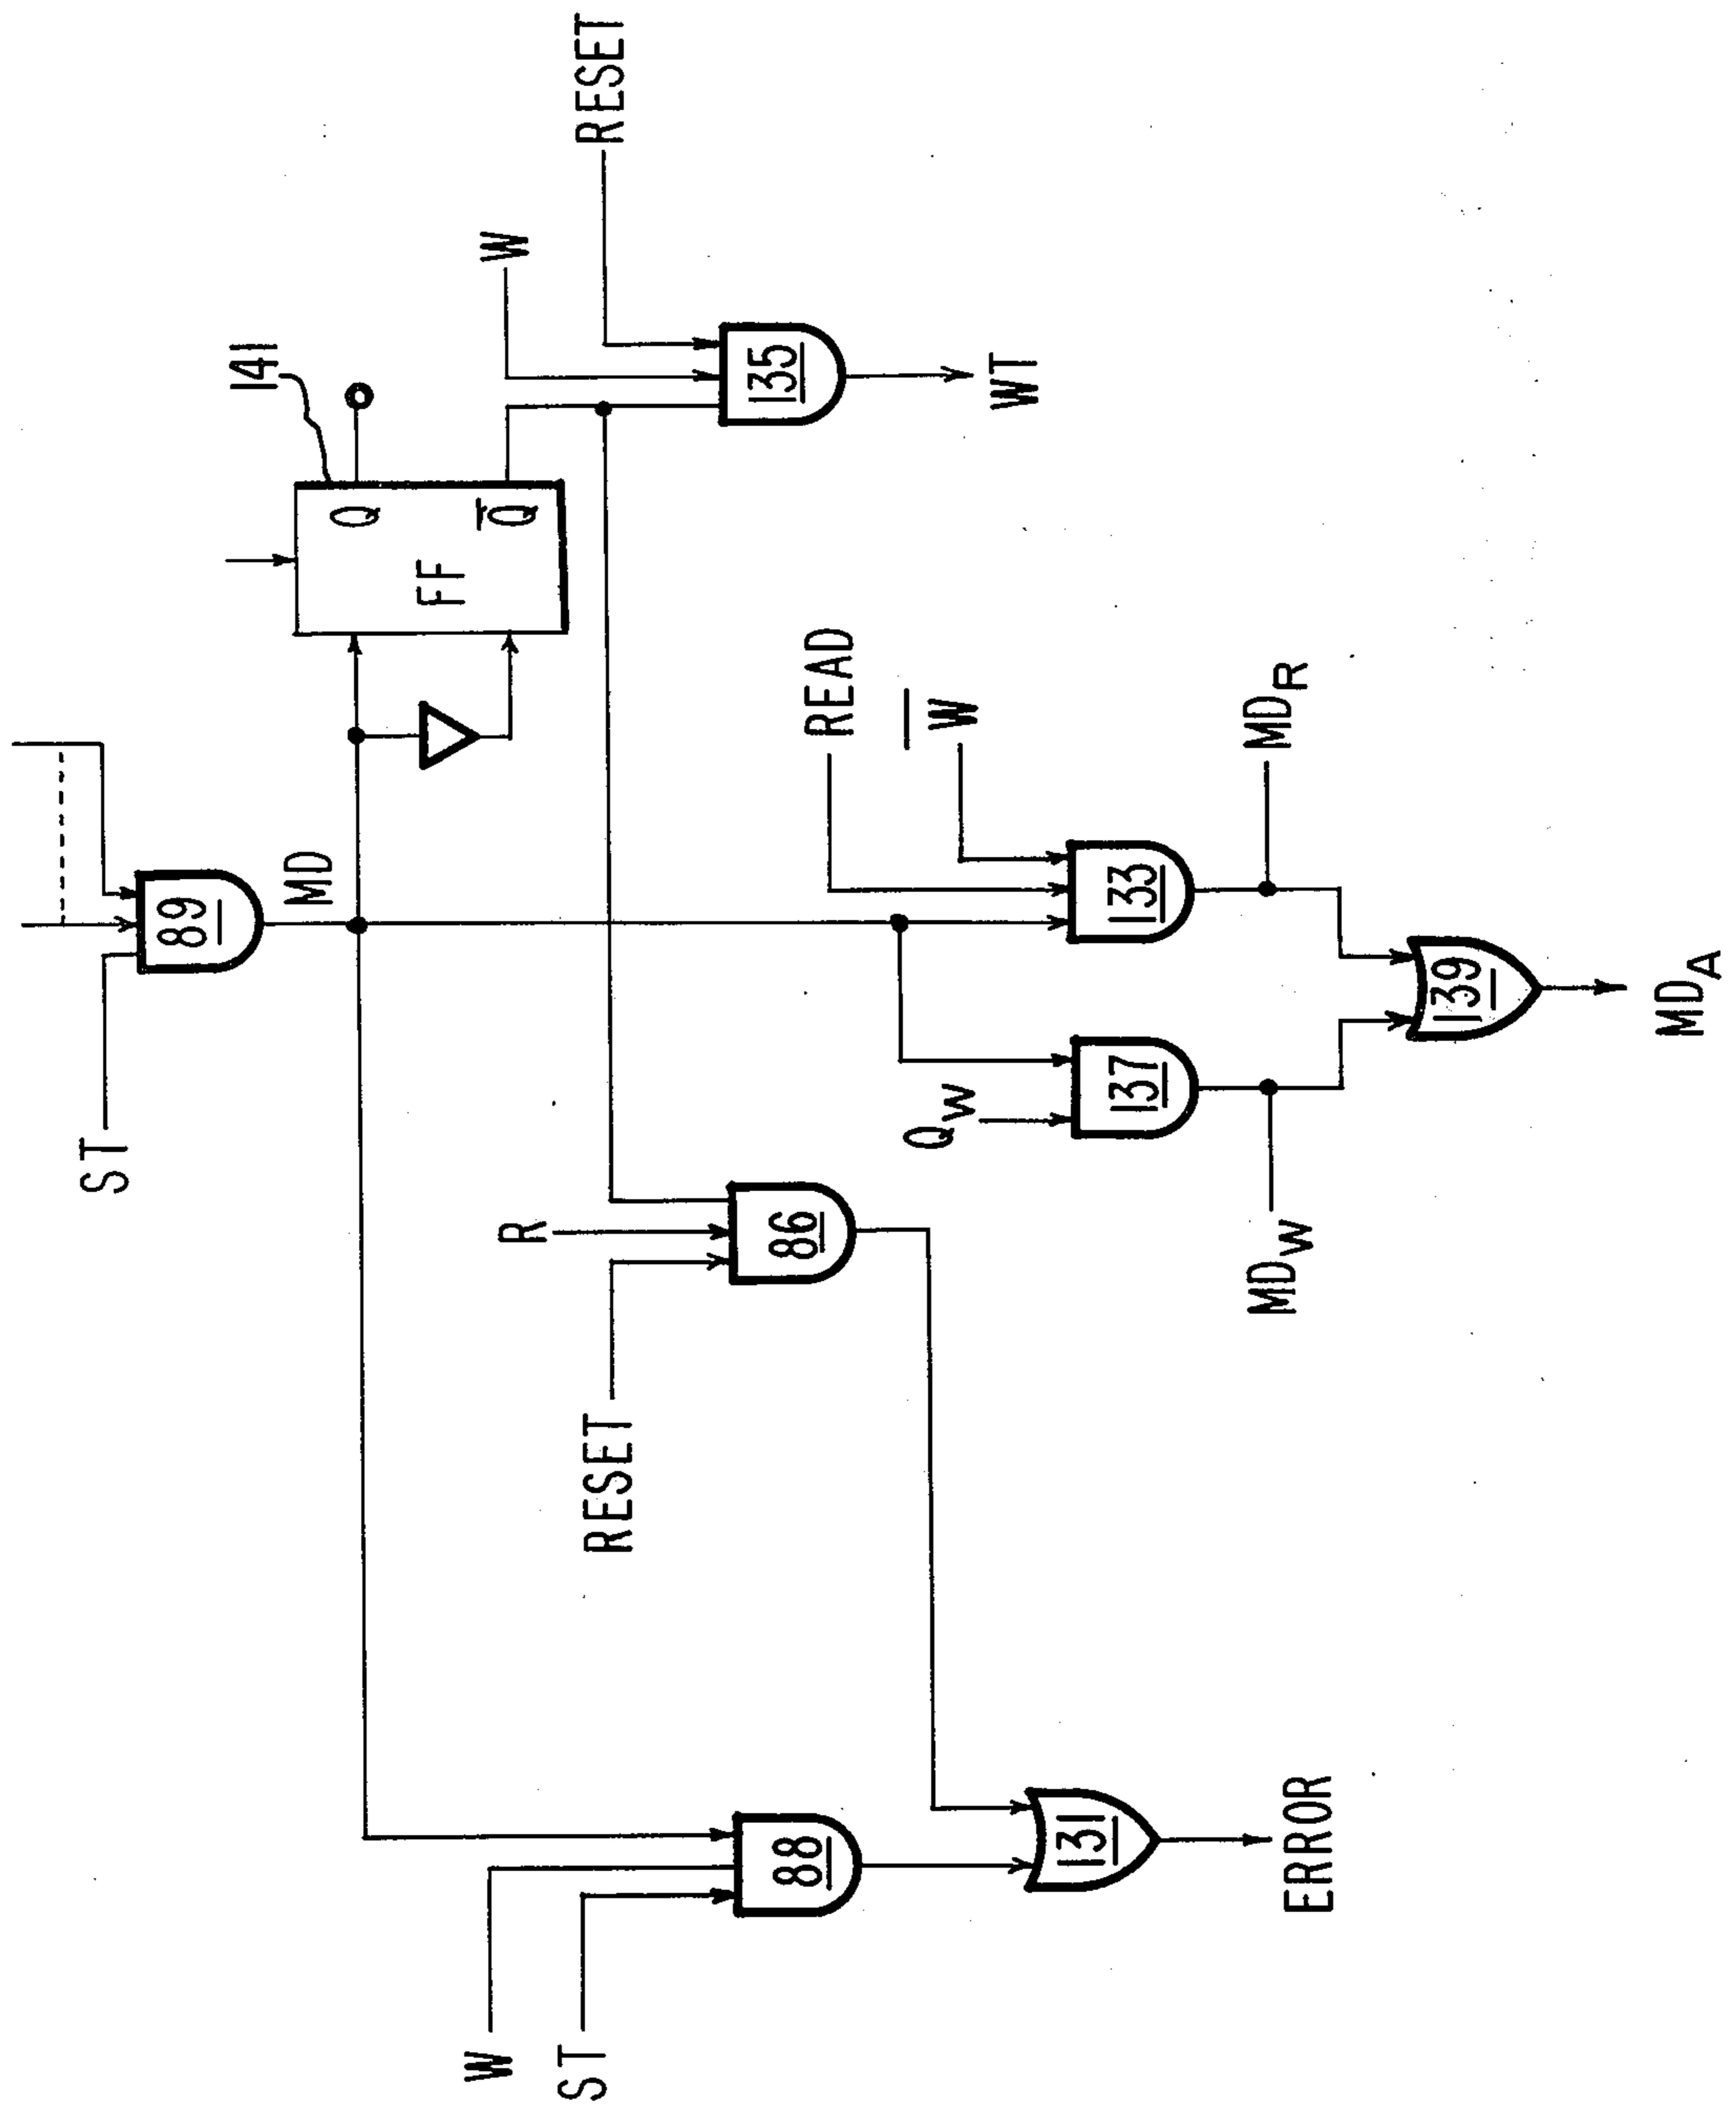 ST
89
MD
141
Q
Q̅
FF
W
RESET
135
WT
READ
W̅
133
MD_R
Q_W
137
MD_W
139
MD_A
R
RESET
86
W
ST
88
131
ERROR